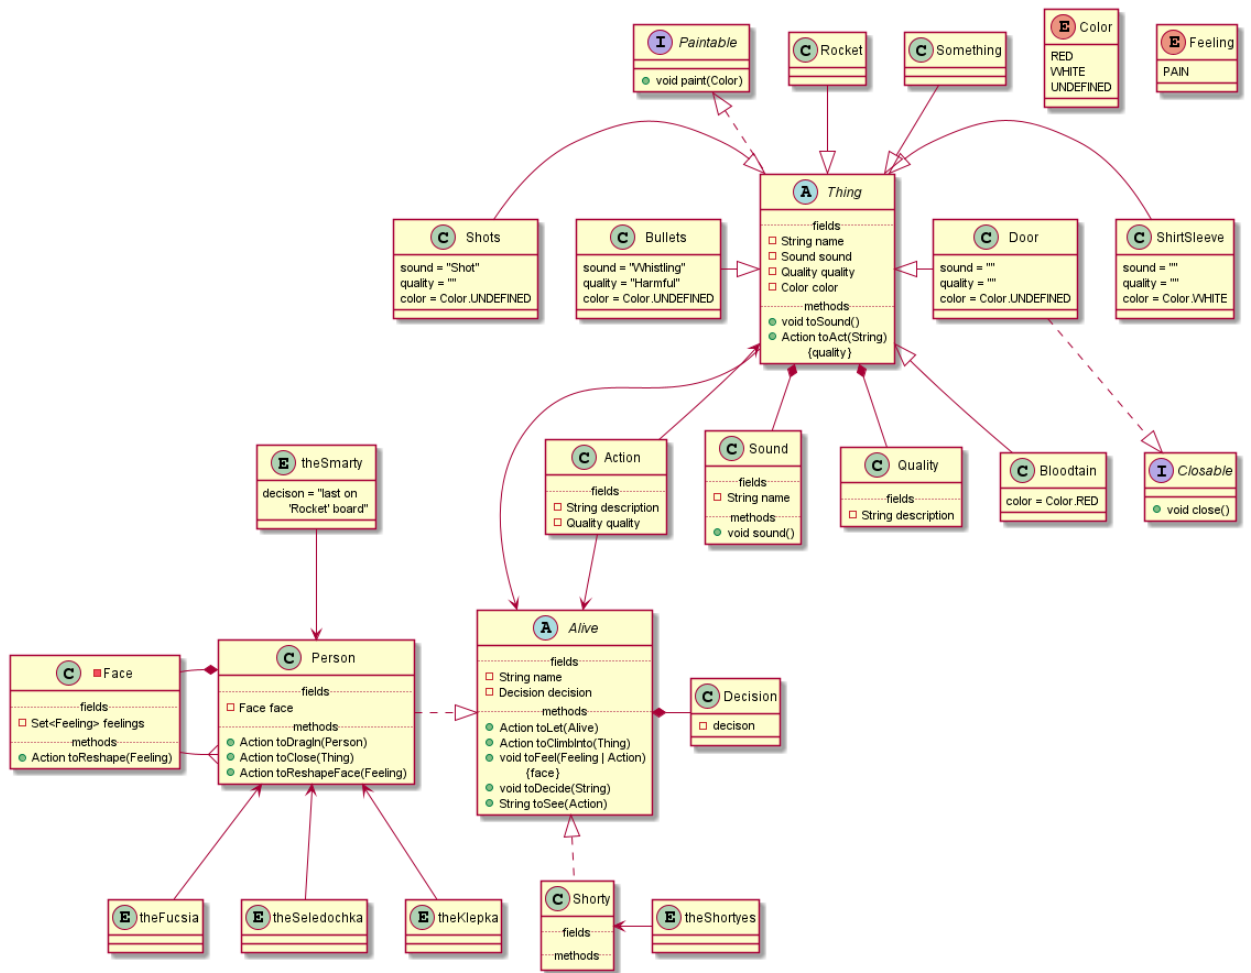 I Paintable
void paint(Color)
C Rocket
C Something
E Color
RED
WHITE
UNDEFINED
E Feeling
PAIN
C Shots
sound = "Shot"
quality = ""
color = Color.UNDEFINED
C Bullets
sound = "Whistling"
quality = "Harmful"
color = Color.UNDEFINED
A Thing
fields
String name
Sound sound
Quality quality
Color color
methods
void toSound()
Action toAct(String)
{quality}
C Door
sound = ""
quality = ""
color = Color.UNDEFINED
C ShirtSleeve
sound = ""
quality = ""
color = Color.WHITE
E theSmarty
decison = "last on
'Rocket' board"
C Action
fields
String description
Quality quality
C Sound
fields
String name
methods
void sound()
C Quality
fields
String description
C Bloodtain
color = Color.RED
I Closable
void close()
C Face
fields
Set<Feeling> feelings
methods
Action toReshape(Feeling)
C Person
fields
Face face
methods
Action toDragIn(Person)
Action toClose(Thing)
Action toReshapeFace(Feeling)
A Alive
fields
String name
Decision decision
methods
Action toLet(Alive)
Action toClimbInto(Thing)
void toFeel(Feeling | Action)
{face}
void toDecide(String)
String toSee(Action)
C Decision
decison
E theFucsia
E theSeledochka
E theKlepka
C Shorty
fields
methods
E theShortyes